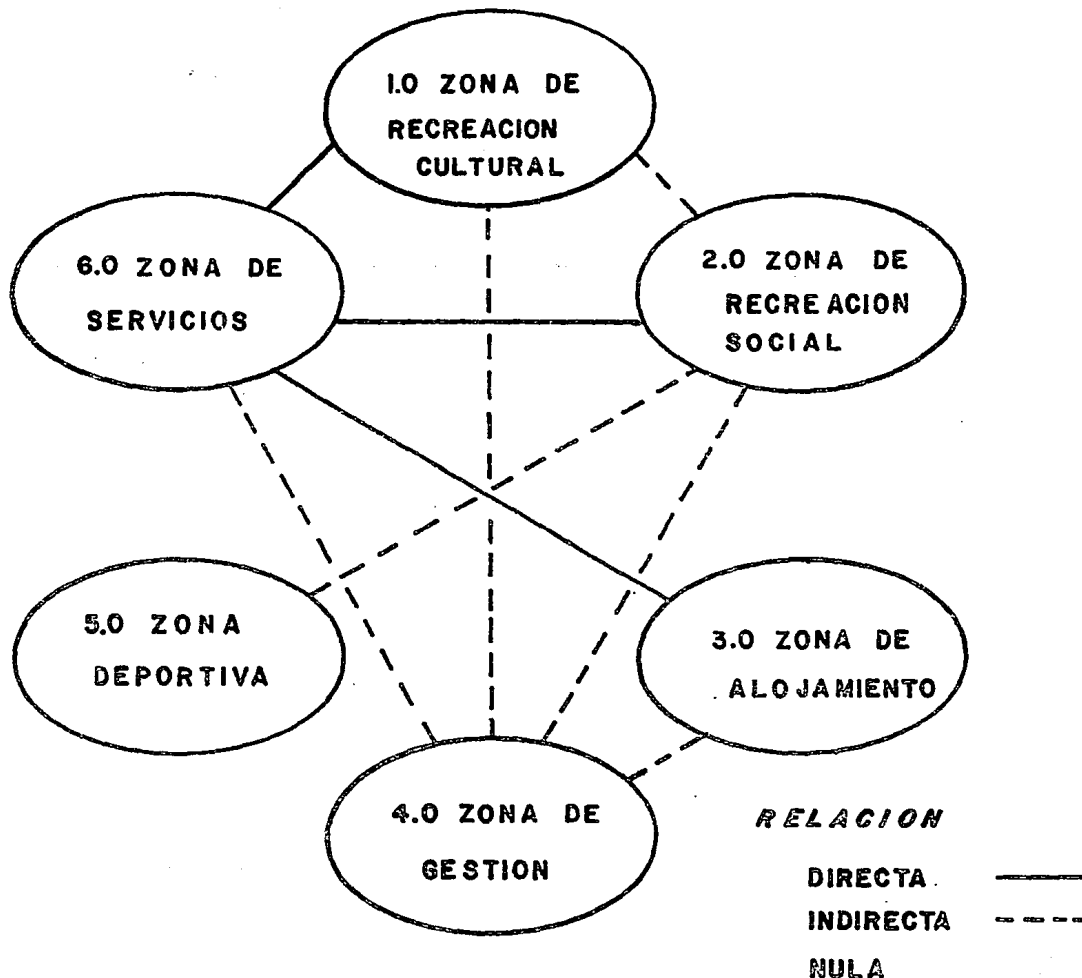 1.0 ZONA DE
RECREACION
CULTURAL
6.0 ZONA DE
SERVICIOS
2.0 ZONA DE
RECREACION
SOCIAL
5.0 ZONA
DEPORTIVA
3.0 ZONA DE
ALOJAMIENTO
4.0 ZONA DE
GESTION
RELACION
DIRECTA
INDIRECTA
NULA